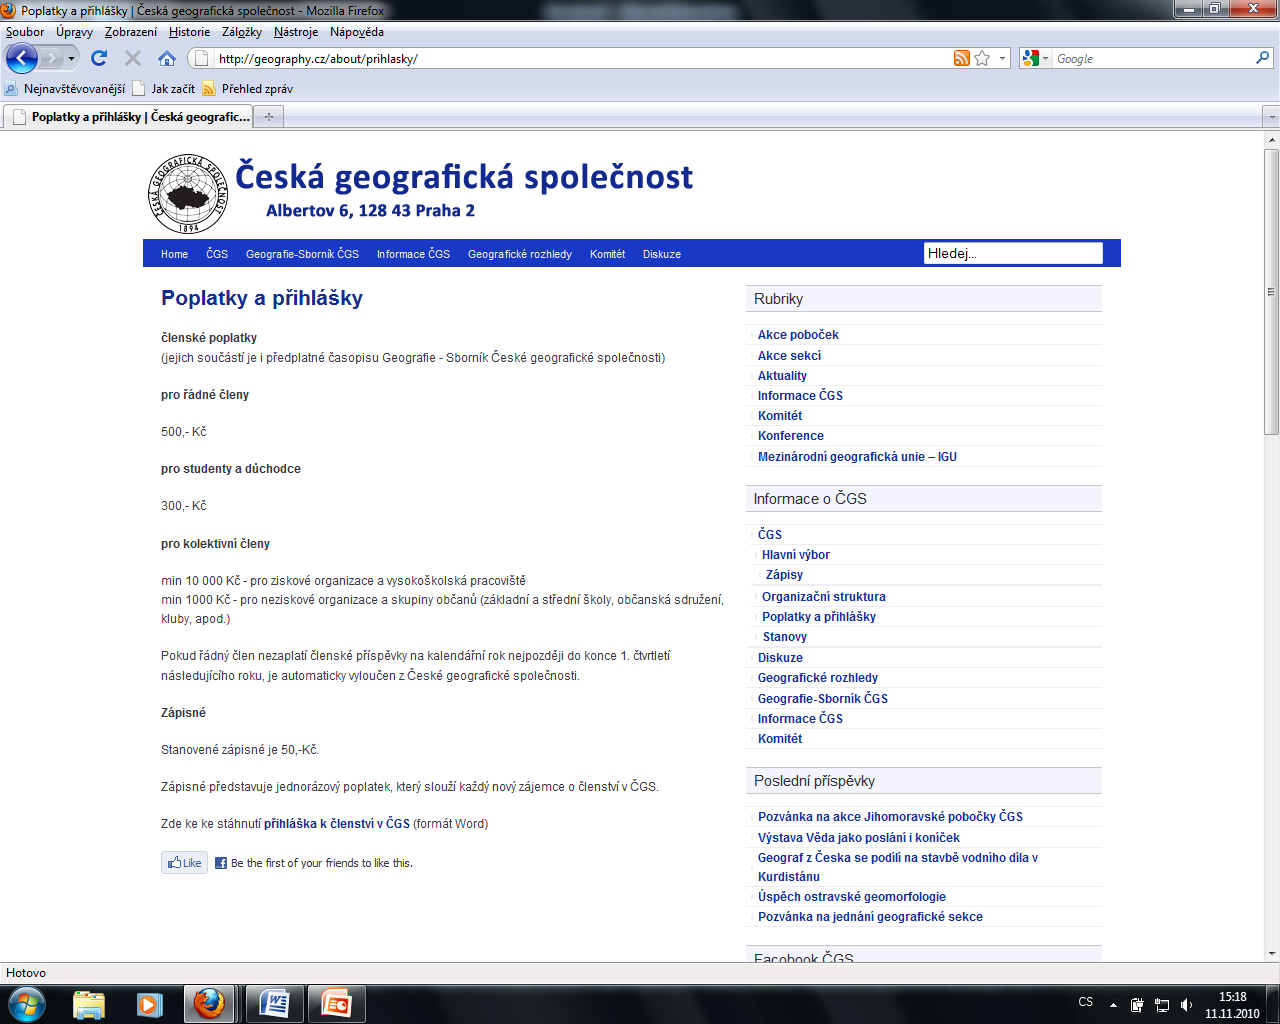 Poplatky a přihlášky | Česká geografická společnost - Mozilla Firefox
Soubor Úpravy Zobrazení Historie Záložky Nástroje Nápověda
http://geography.cz/about/prihlasky/
Google
Nejnavštěvovanější Jak začít Přehled zpráv
Poplatky a přihlášky | Česká geografic...
ČESKÁ GEOGRAFICKÁ SPOLEČNOST
1894
Česká geografická společnost
Albertov 6, 128 43 Praha 2
Home ČGS Geografie-Sborník ČGS Informace ČGS Geografické rozhledy Komitét Diskuze
Hledej...
Poplatky a přihlášky
členské poplatky
(jejich součástí je i předplatné časopisu Geografie - Sborník České geografické společnosti)
pro řádné členy
500,- Kč
pro studenty a důchodce
300,- Kč
pro kolektivní členy
min 10 000 Kč - pro ziskové organizace a vysokoškolská pracoviště
min 1000 Kč - pro neziskové organizace a skupiny občanů (základní a střední školy, občanská sdružení,
kluby, apod.)
Pokud řádný člen nezaplatí členské příspěvky na kalendářní rok nejpozději do konce 1. čtvrtletí
následujícího roku, je automaticky vyloučen z České geografické společnosti.
Zápisné
Stanovené zápisné je 50,-Kč.
Zápisné představuje jednorázový poplatek, který slouží každý nový zájemce o členství v ČGS.
Zde ke ke stáhnutí přihláška k členství v ČGS (formát Word)
Like Be the first of your friends to like this.
Rubriky
Akce poboček
Akce sekcí
Aktuality
Informace ČGS
Komitét
Konference
Mezinárodní geografická unie – IGU
Informace o ČGS
ČGS
Hlavní výbor
Zápisy
Organizační struktura
Poplatky a přihlášky
Stanovy
Diskuze
Geografické rozhledy
Geografie-Sborník ČGS
Informace ČGS
Komitét
Poslední příspěvky
Pozvánka na akce Jihomoravské pobočky ČGS
Výstava Věda jako poslání i koníček
Geograf z Česka se podílí na stavbě vodního díla v
Kurdistánu
Úspěch ostravské geomorfologie
Pozvánka na jednání geografické sekce
Facebook ČGS
Hotovo
CS
15:18
11.11.2010